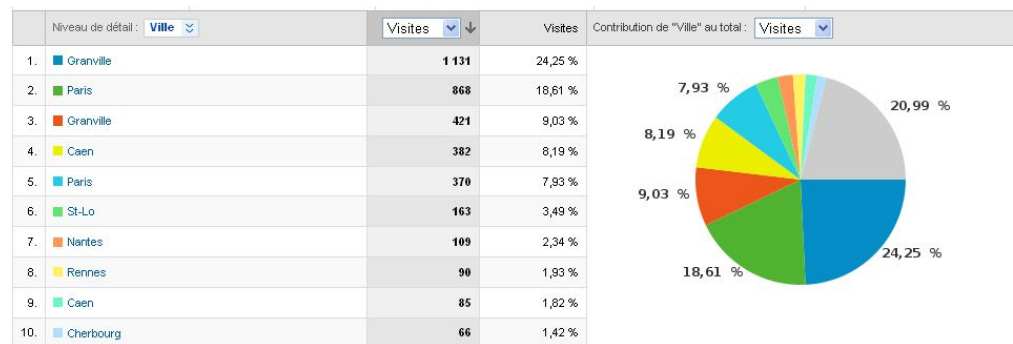 Niveau de détail : Ville Visites Visites Contribution de "Ville" au total : Visites
1. Granville 1 131 24,25 %
2. Paris 868 18,61 %
3. Granville 421 9,03 %
4. Caen 382 8,19 %
5. Paris 370 7,93 %
6. St-Lo 163 3,49 %
7. Nantes 109 2,34 %
8. Rennes 90 1,93 %
9. Caen 85 1,82 %
10. Cherbourg 66 1,42 %
7,93 %
20,99 %
8,19 %
9,03 %
24,25 %
18,61 %